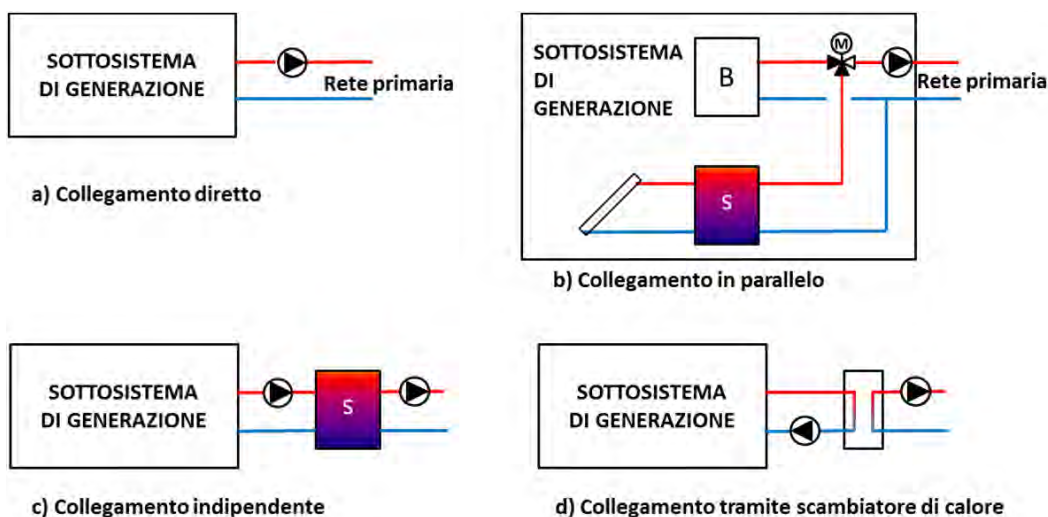 SOTTOSISTEMA
DI GENERAZIONE
Rete primaria
a) Collegamento diretto
SOTTOSISTEMA
DI
GENERAZIONE
B
M
Rete primaria
S
b) Collegamento in parallelo
SOTTOSISTEMA
DI GENERAZIONE
S
c) Collegamento indipendente
SOTTOSISTEMA
DI GENERAZIONE
d) Collegamento tramite scambiatore di calore